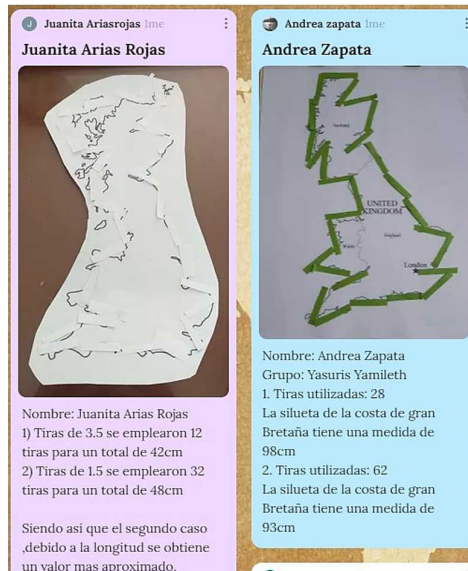 Juanita Ariasrojas 1me
Juanita Arias Rojas
Nombre: Juanita Arias Rojas
1) Tiras de 3.5 se emplearon 12
tiras para un total de 42cm
2) Tiras de 1.5 se emplearon 32
tiras para un total de 48cm
Siendo asi que el segundo caso
,debido a la longitud se obtiene
un valor mas aproximado.
Andrea zapata 1me
Andrea Zapata
UNITED
KINGDOM
England
Wales
London
Nombre: Andrea Zapata
Grupo: Yasuris Yamileth
1. Tiras utilizadas: 28
La silueta de la costa de gran
Bretaña tiene una medida de
98cm
2. Tiras utilizadas: 62
La silueta de la costa de gran
Bretaña tiene una medida de
93cm